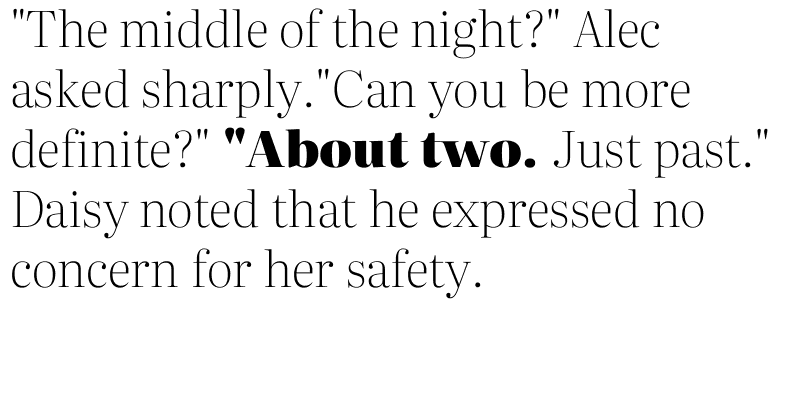 "The middle of the night?" Alec
asked sharply."Can you be more
definite?" "About two. Just past."
Daisy noted that he expressed no
concern for her safety.